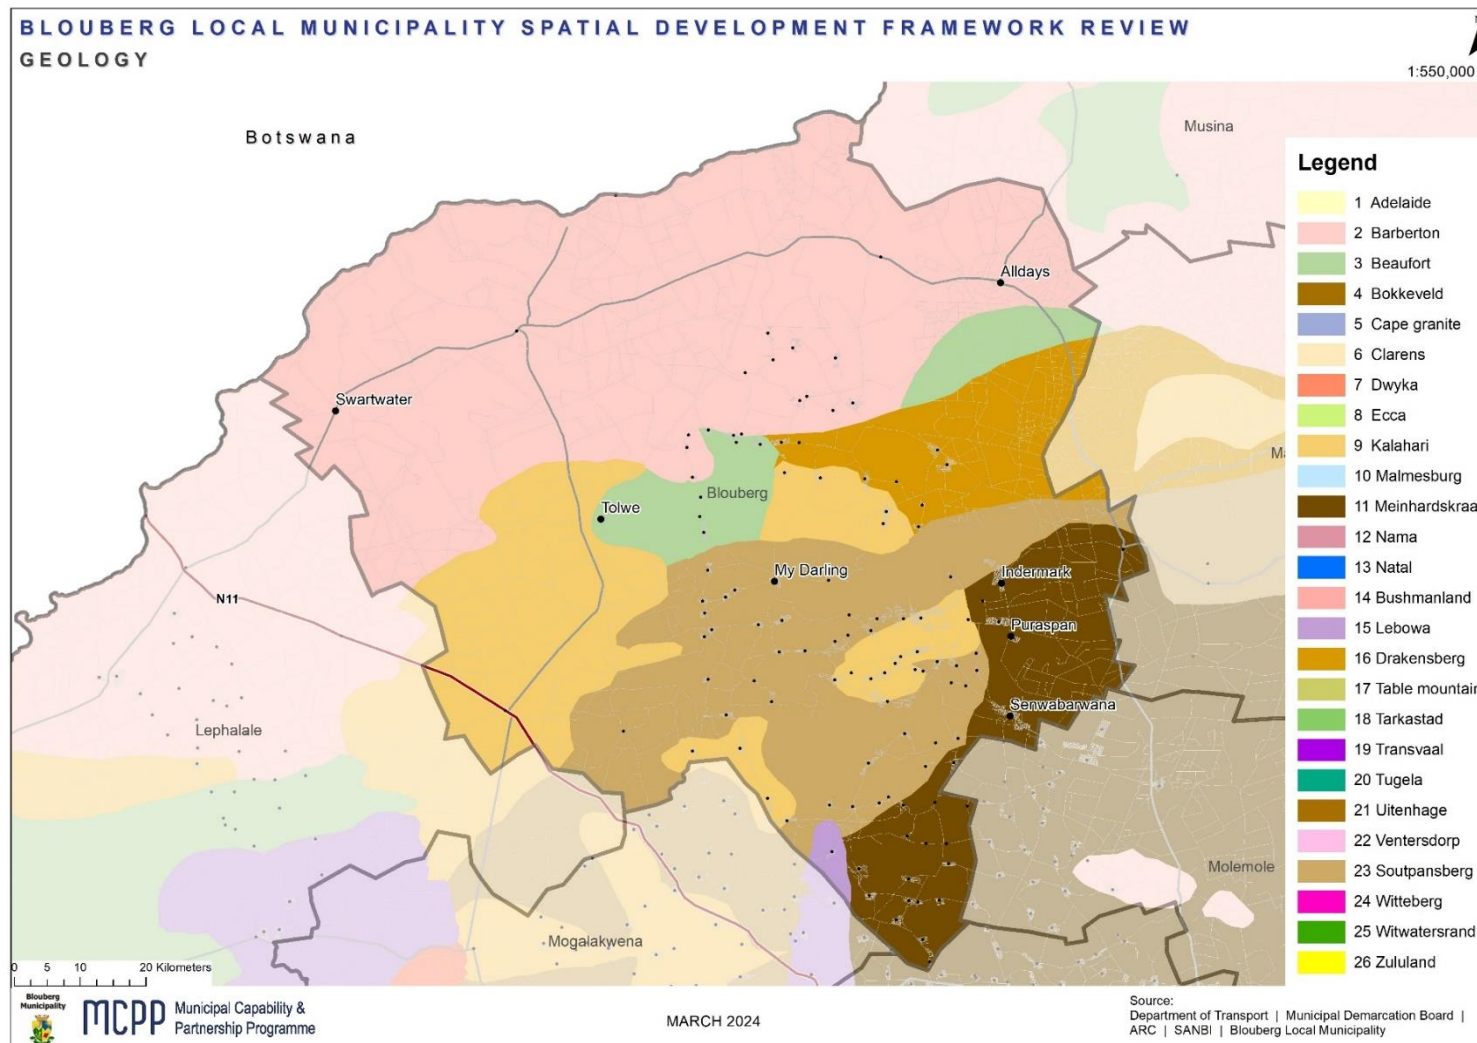 BLOUBERG LOCAL MUNICIPALITY SPATIAL DEVELOPMENT FRAMEWORK REVIEW
GEOLOGY
1:550,000
Botswana
Musina
Alldays
Swartwater
Tolwe
Blouberg
My Darling
Indermark
Puraspan
Senwabarwana
N11
Lephalale
Mogalakwena
Molemole
Ma
Legend
1 Adelaide
2 Barberton
3 Beaufort
4 Bokkeveld
5 Cape granite
6 Clarens
7 Dwyka
8 Ecca
9 Kalahari
10 Malmesburg
11 Meinhardskraa
12 Nama
13 Natal
14 Bushmanland
15 Lebowa
16 Drakensberg
17 Table mountain
18 Tarkastad
19 Transvaal
20 Tugela
21 Uitenhage
22 Ventersdorp
23 Soutpansberg
24 Witteberg
25 Witwatersrand
26 Zululand
0 5 10 20 Kilometers
Blouberg
Municipality
MCPP Municipal Capability &
Partnership Programme
MARCH 2024
Source:
Department of Transport | Municipal Demarcation Board |
ARC | SANBI | Blouberg Local Municipality